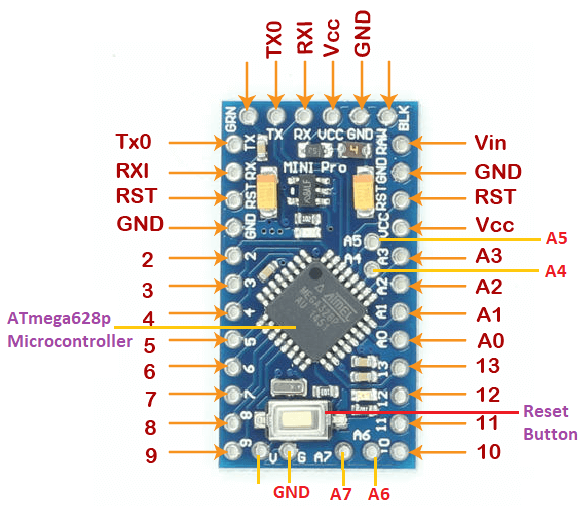 TX0
RXI
Vcc
GND
GRN
TX
RX
VCC
GND
BLK
Tx0
TX
RAW
Vin
RXI
RX
MINI Pro
GND
GND
RST
RST
RST
RST
GND
GND
VCC
Vcc
A5
A5
2
2
A4
A3
A3
A4
3
3
A2
A2
ATmega628p
Microcontroller
4
4
ATMEL
MEGA328P
A1
A1
5
5
A0
A0
6
6
13
13
7
7
12
12
8
8
11
11
Reset
Button
9
9
V
G
A7
A6
10
10
GND
A7
A6